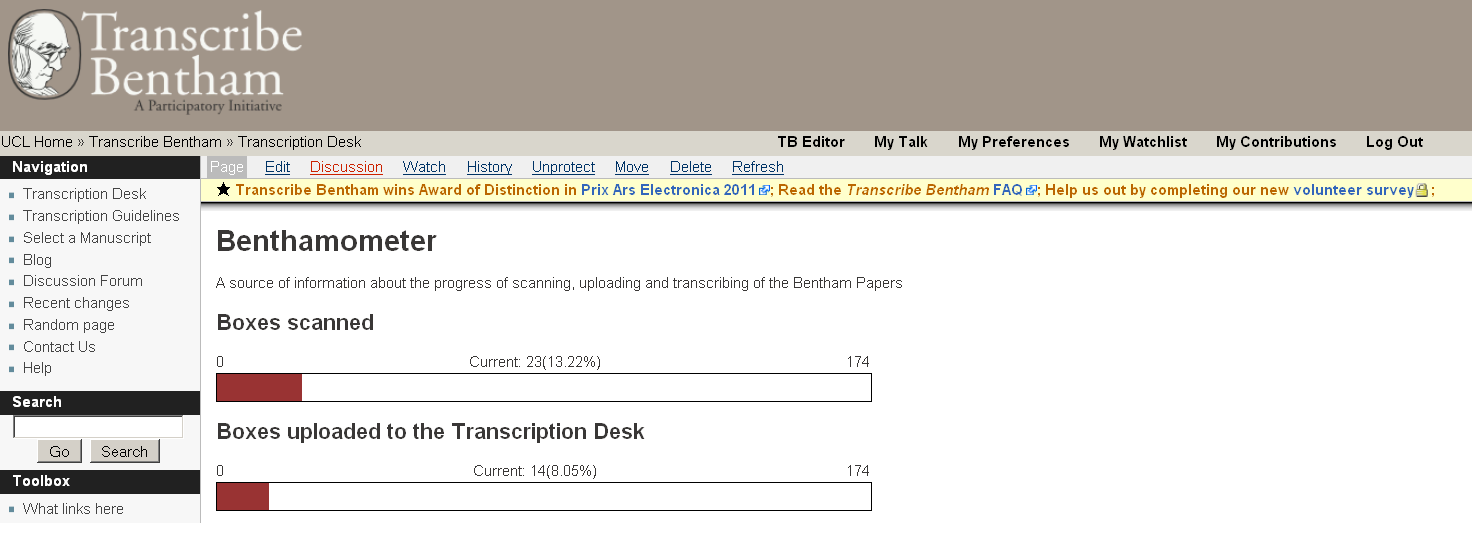 Transcribe
Bentham
A Participatory Initiative
UCL Home » Transcribe Bentham » Transcription Desk
TB Editor My Talk My Preferences My Watchlist My Contributions Log Out
Navigation
Transcription Desk
Transcription Guidelines
Select a Manuscript
Blog
Discussion Forum
Recent changes
Random page
Contact Us
Help
Search
Go Search
Toolbox
What links here
Page Edit Discussion Watch History Unprotect Move Delete Refresh
★ Transcribe Bentham wins Award of Distinction in Prix Ars Electronica 2011; Read the Transcribe Bentham FAQ; Help us out by completing our new volunteer survey;
Benthamometer
A source of information about the progress of scanning, uploading and transcribing of the Bentham Papers
Boxes scanned
0 Current: 23(13.22%) 174
Boxes uploaded to the Transcription Desk
0 Current: 14(8.05%) 174